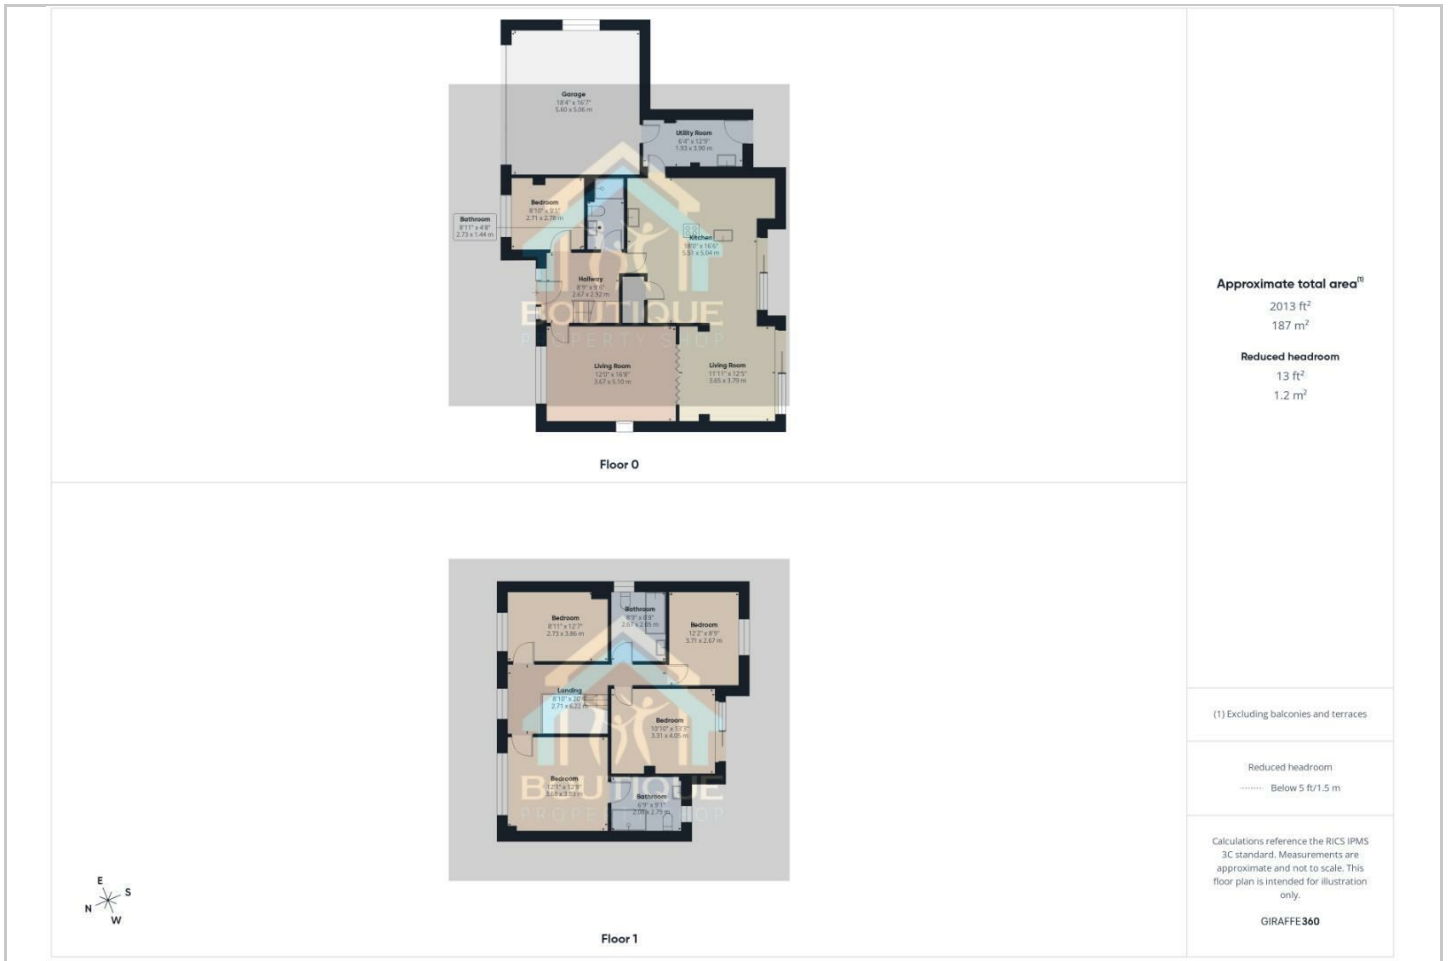 Garage
18'4" x 16'7"
5.60 x 5.06 m
Utility Room
6'4" x 12'9"
1.93 x 3.90 m
Bedroom
8'10" x 9'1"
2.71 x 2.78 m
Bathroom
8'11" x 4'8"
2.73 x 1.44 m
Kitchen
18'0" x 16'6"
5.51 x 5.04 m
Hallway
8'9" x 9'6"
2.67 x 2.92 m
BOUTIQUE
PROPERTY SHOP
Living Room
12'0" x 16'8"
3.67 x 5.10 m
Living Room
11'11" x 12'5"
3.65 x 3.79 m
Floor 0
Approximate total area(1)
2013 ft²
187 m²
Reduced headroom
13 ft²
1.2 m²
Bedroom
8'11" x 12'7"
2.73 x 3.86 m
Bathroom
2.67 x 2.05 m
Bedroom
12'2" x 8'9"
3.71 x 2.67 m
Landing
2.71 x 6.22 m
Bedroom
10'10" x 13'3"
3.31 x 4.05 m
Bedroom
BOUTIQUE
PROPERTY SHOP
Bathroom
6'9" x 9'1"
Floor 1
E
S
N
W
(1) Excluding balconies and terraces
Reduced headroom
Below 5 ft/1.5 m
Calculations reference the RICS IPMS
3C standard. Measurements are
approximate and not to scale. This
floor plan is intended for illustration
only.
GIRAFFE360